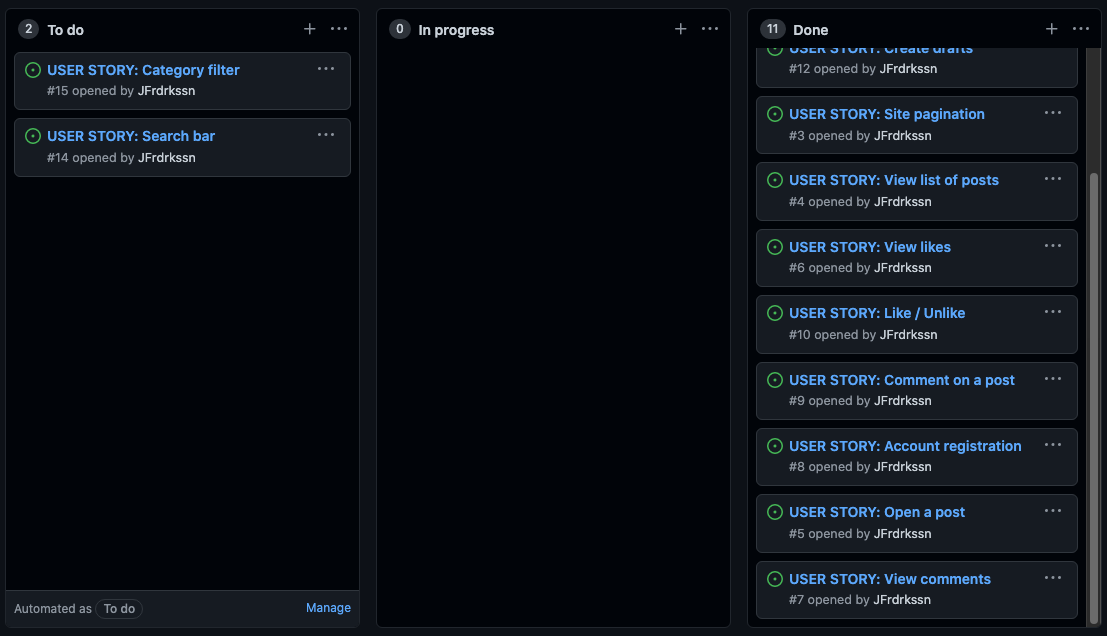 2 To do
USER STORY: Category filter
#15 opened by JFrdrkssn
USER STORY: Search bar
#14 opened by JFrdrkssn
Automated as To do Manage
0 In progress
11 Done
USER STORY: Create drafts
#12 opened by JFrdrkssn
USER STORY: Site pagination
#3 opened by JFrdrkssn
USER STORY: View list of posts
#4 opened by JFrdrkssn
USER STORY: View likes
#6 opened by JFrdrkssn
USER STORY: Like / Unlike
#10 opened by JFrdrkssn
USER STORY: Comment on a post
#9 opened by JFrdrkssn
USER STORY: Account registration
#8 opened by JFrdrkssn
USER STORY: Open a post
#5 opened by JFrdrkssn
USER STORY: View comments
#7 opened by JFrdrkssn